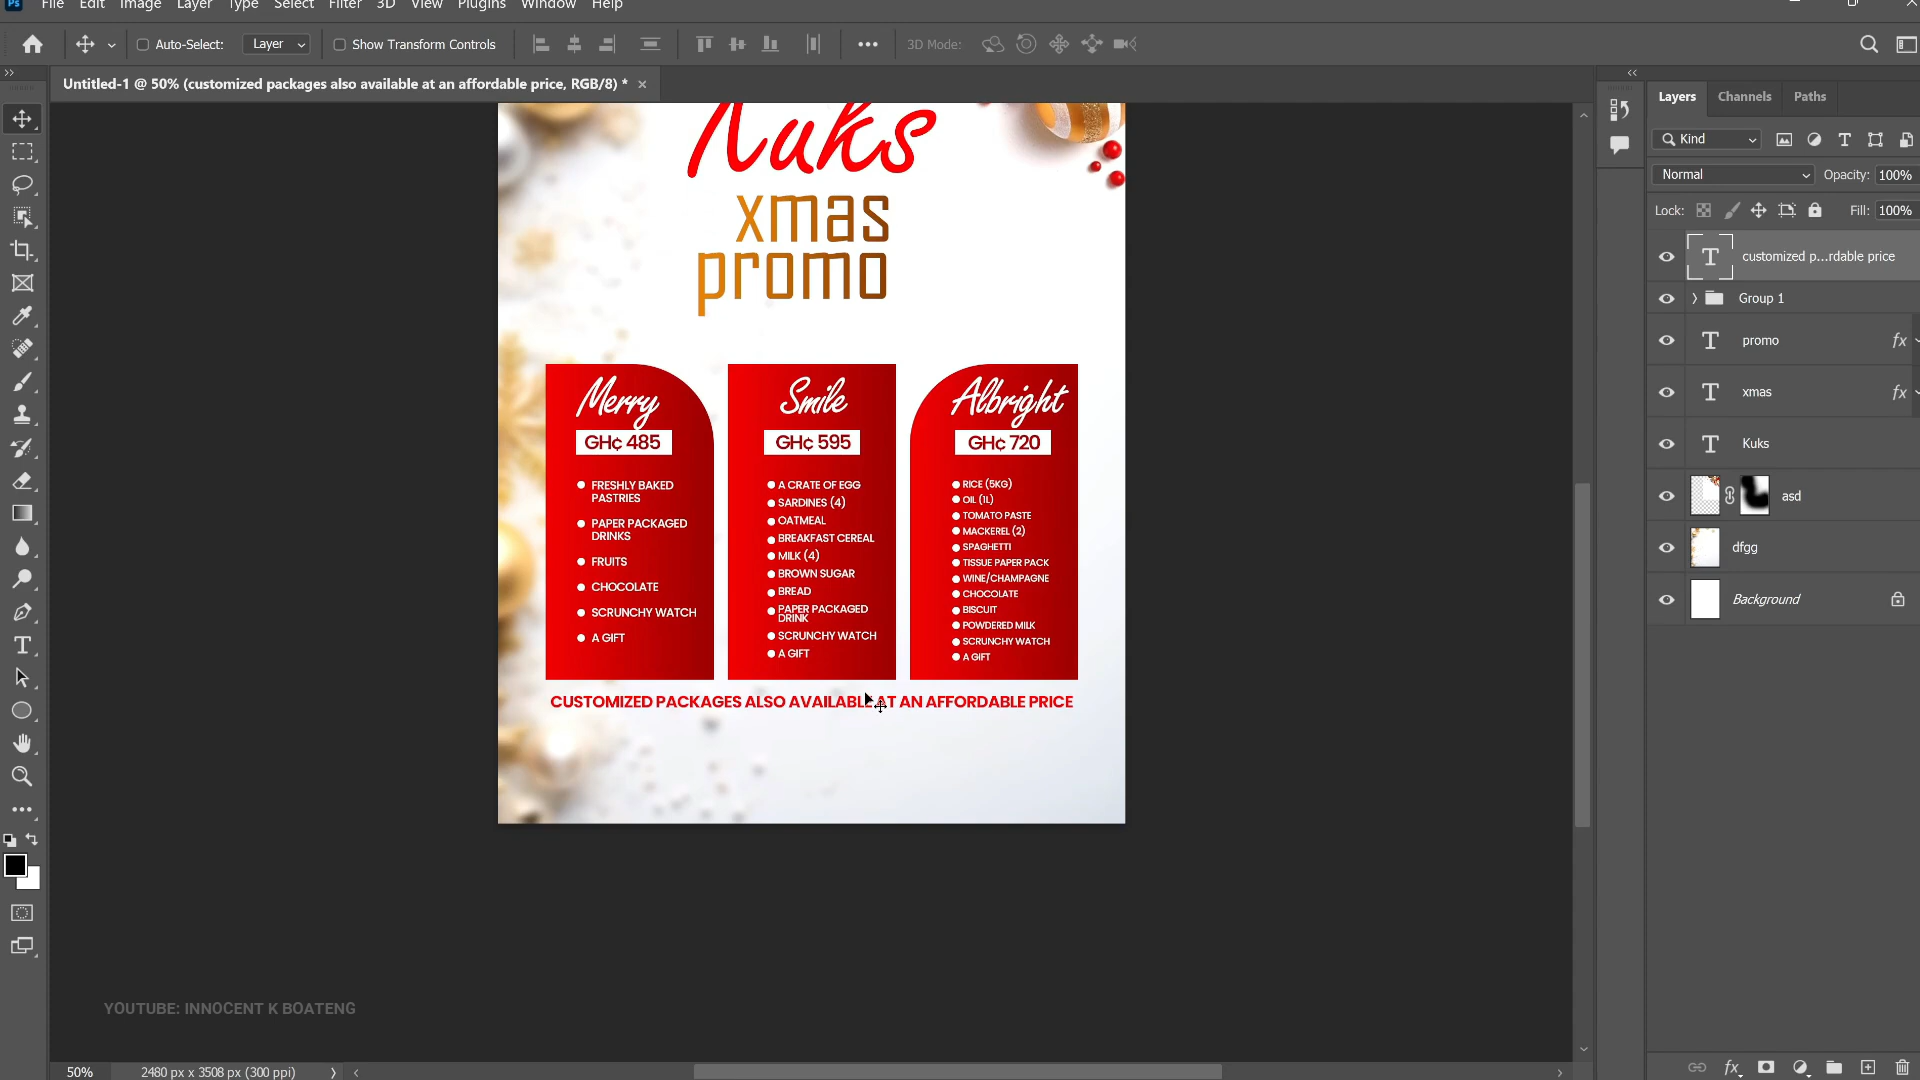 File Edit Image Layer Type Select Filter 3D View Plugins Window Help
Auto-Select: Layer Show Transform Controls 3D Mode:
Untitled-1 @ 50% (customized packages also available at an affordable price, RGB/8) *
Kuks
xmas
promo
Merry
GH¢ 485
FRESHLY BAKED
PASTRIES
PAPER PACKAGED
DRINKS
FRUITS
CHOCOLATE
SCRUNCHY WATCH
A GIFT
Smile
GH¢ 595
A CRATE OF EGG
SARDINES (4)
OATMEAL
BREAKFAST CEREAL
MILK (4)
BROWN SUGAR
BREAD
PAPER PACKAGED
DRINK
SCRUNCHY WATCH
A GIFT
Albright
GH¢ 720
RICE (5KG)
OIL (1L)
TOMATO PASTE
MACKEREL (2)
SPAGHETTI
TISSUE PAPER PACK
WINE/CHAMPAGNE
CHOCOLATE
BISCUIT
POWDERED MILK
SCRUNCHY WATCH
A GIFT
CUSTOMIZED PACKAGES ALSO AVAILABLE AT AN AFFORDABLE PRICE
YOUTUBE: INNOCENT K BOATENG
50% 2480 px x 3508 px (300 ppi)
Layers Channels Paths
Kind
Normal Opacity: 100%
Lock: Fill: 100%
customized p...rdable price
Group 1
promo fx
xmas fx
Kuks
asd
dfgg
Background
fx